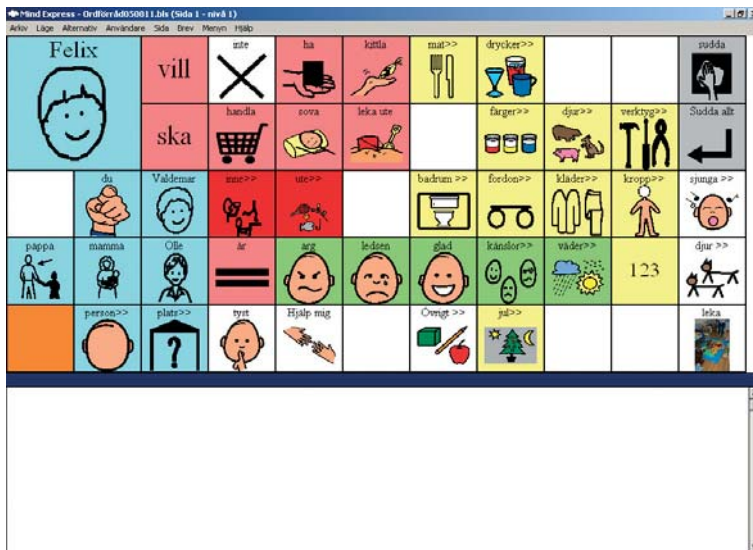 Mind Express - Ordförråd050011.bls (Sida 1 - nivå 1)
Arkiv Läge Alternativ Användare Sida Brev Menyn Hjälp
Felix vill inte ha kittla mat>> drycker>> sudda
ska handla sova leka ute färger>> djur>> verktyg>> Sudda allt
du Valdemar inne>> ute>> badrum >> fordon>> kläder>> kropp>> sjunga >>
pappa mamma Olle är arg ledsen glad känslor>> väder>> 123 djur >>
person>> plats>> ? tyst Hjälp mig Övrigt >> jul>> leka